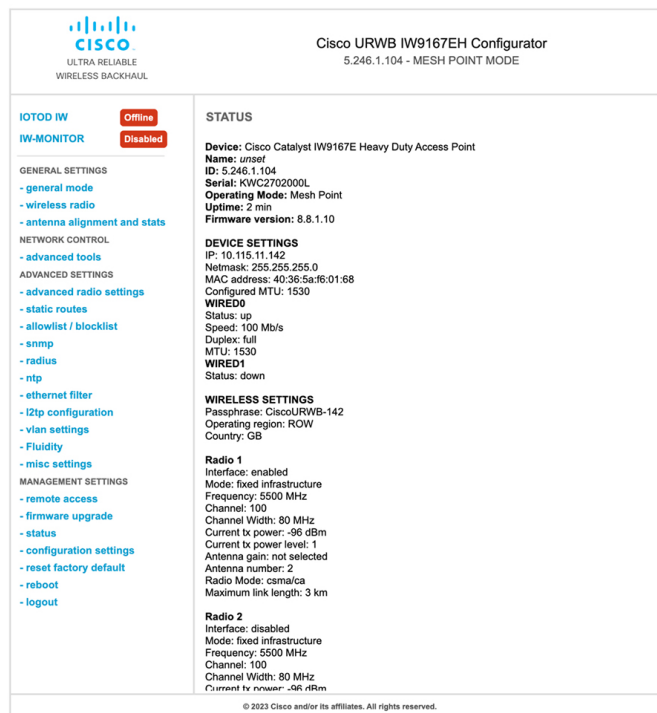 CISCO
ULTRA RELIABLE
WIRELESS BACKHAUL
Cisco URWB IW9167EH Configurator
5.246.1.104 - MESH POINT MODE
IOTOD IW Offline
IW-MONITOR Disabled
GENERAL SETTINGS
- general mode
- wireless radio
- antenna alignment and stats
NETWORK CONTROL
- advanced tools
ADVANCED SETTINGS
- advanced radio settings
- static routes
- allowlist / blocklist
- snmp
- radius
- ntp
- ethernet filter
- l2tp configuration
- vlan settings
- Fluidity
- misc settings
MANAGEMENT SETTINGS
- remote access
- firmware upgrade
- status
- configuration settings
- reset factory default
- reboot
- logout
STATUS
Device: Cisco Catalyst IW9167E Heavy Duty Access Point
Name: unset
ID: 5.246.1.104
Serial: KWC2702000L
Operating Mode: Mesh Point
Uptime: 2 min
Firmware version: 8.8.1.10
DEVICE SETTINGS
IP: 10.115.11.142
Netmask: 255.255.255.0
MAC address: 40:36:5a:f6:01:68
Configured MTU: 1530
WIRED0
Status: up
Speed: 100 Mb/s
Duplex: full
MTU: 1530
WIRED1
Status: down
WIRELESS SETTINGS
Passphrase: CiscoURWB-142
Operating region: ROW
Country: GB
Radio 1
Interface: enabled
Mode: fixed infrastructure
Frequency: 5500 MHz
Channel: 100
Channel Width: 80 MHz
Current tx power: -96 dBm
Current tx power level: 1
Antenna gain: not selected
Antenna number: 2
Radio Mode: csma/ca
Maximum link length: 3 km
Radio 2
Interface: disabled
Mode: fixed infrastructure
Frequency: 5500 MHz
Channel: 100
Channel Width: 80 MHz
Current tx power: -96 dBm
© 2023 Cisco and/or its affiliates. All rights reserved.